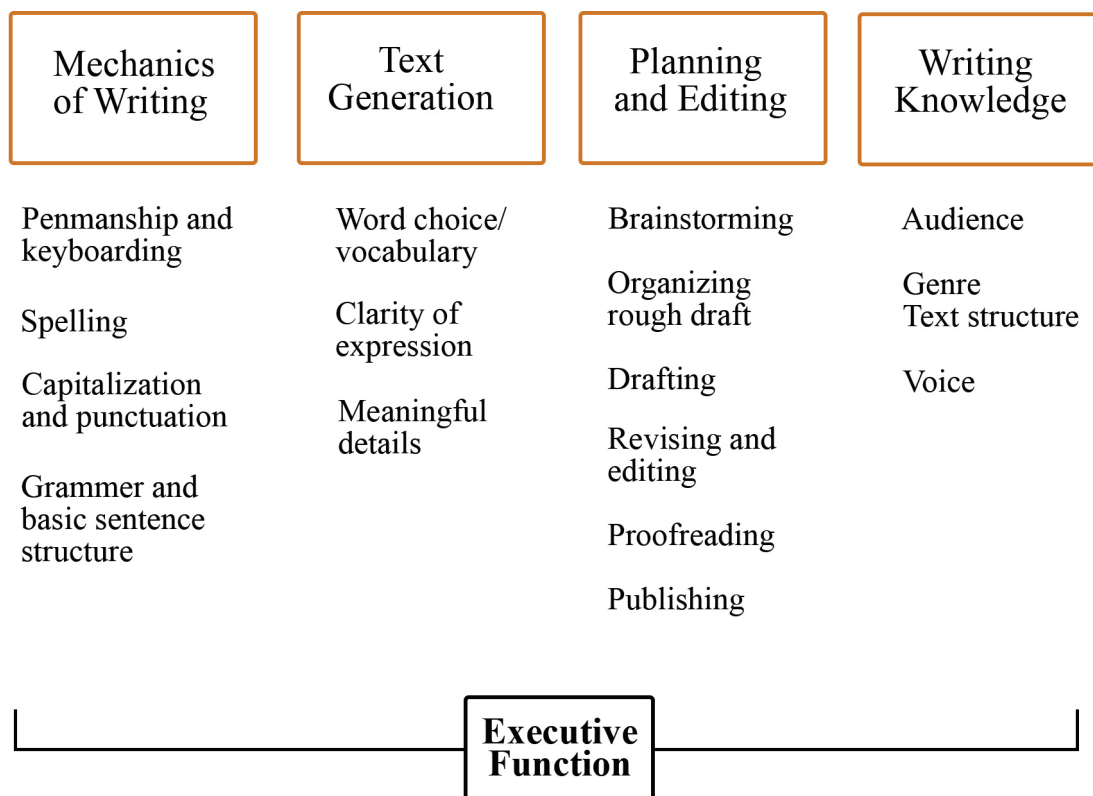 Mechanics
of Writing
Text
Generation
Planning
and Editing
Writing
Knowledge
Penmanship and
keyboarding
Spelling
Capitalization
and punctuation
Grammer and
basic sentence
structure
Word choice/
vocabulary
Clarity of
expression
Meaningful
details
Brainstorming
Organizing
rough draft
Drafting
Revising and
editing
Proofreading
Publishing
Audience
Genre
Text structure
Voice
Executive
Function